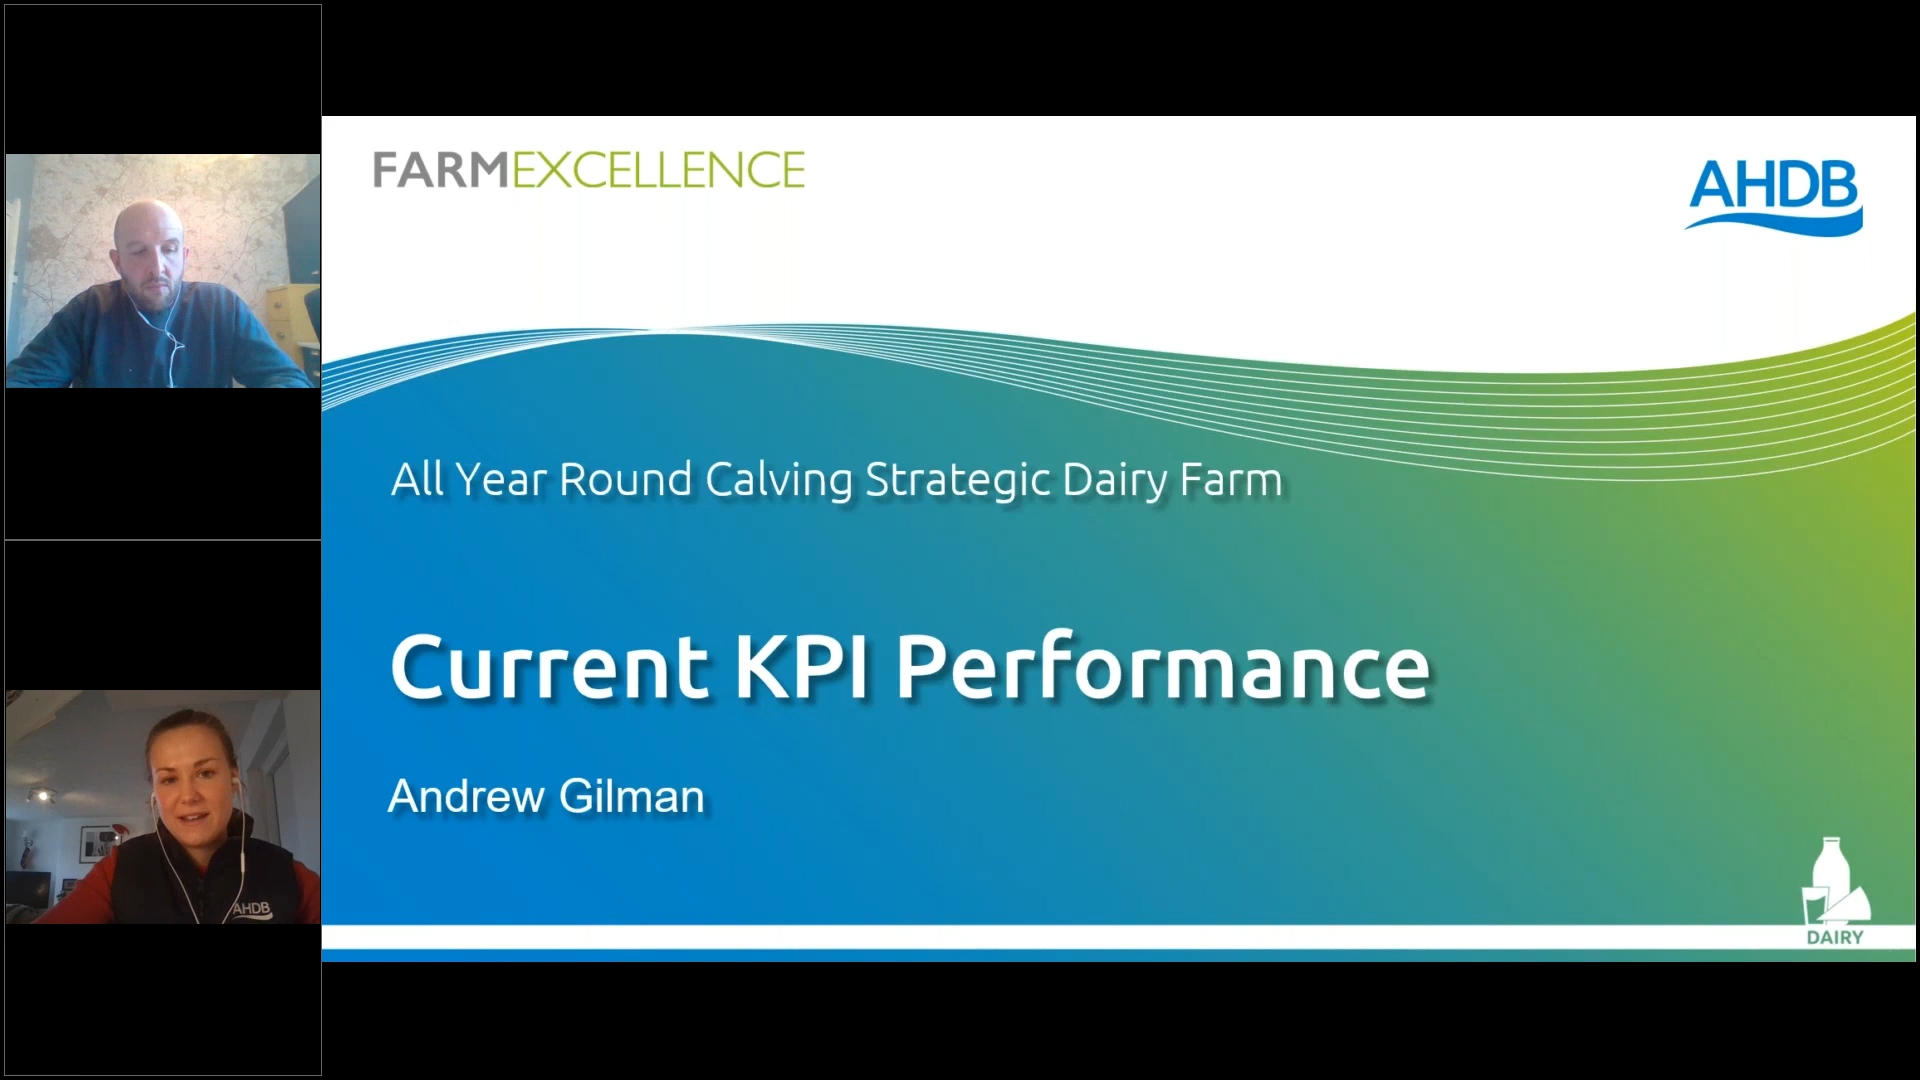 FARMEXCELLENCE
AHDB
All Year Round Calving Strategic Dairy Farm
Current KPI Performance
Andrew Gilman
DAIRY
AHDB